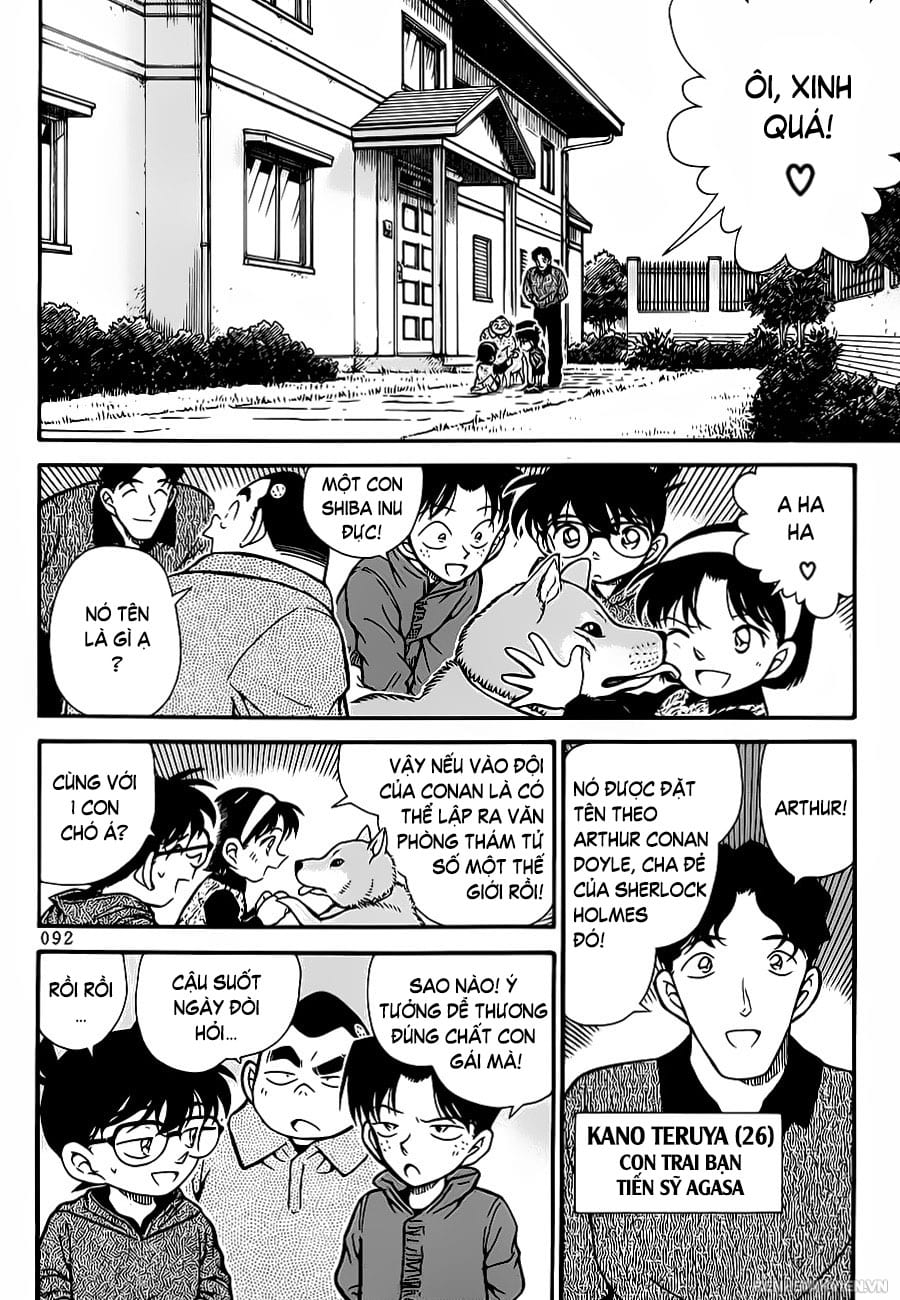 ÔI, XINH
QUÁ!
MỘT CON
SHIBA INU
ĐỰC!
A HA
HA
NÓ TÊN
LÀ GÌ Ạ
?
CÙNG VỚI
1 CON
CHÓ Á?
VẬY NẾU VÀO ĐỘI
CỦA CONAN LÀ CÓ
THỂ LẬP RA VĂN
PHÒNG THÁM TỬ
SỐ MỘT THẾ
GIỚI RỒI!
NÓ ĐƯỢC ĐẶT
TÊN THEO
ARTHUR CONAN
DOYLE, CHA ĐẺ
CỦA SHERLOCK
HOLMES
ĐÓ!
ARTHUR!
092
RỒI RỒI
...
CẬU SUỐT
NGÀY ĐÒI
HỎI...
SAO NÀO! Ý
TƯỚNG DỄ THƯƠNG
ĐÚNG CHẤT CON
GÁI MÀ!
KANO TERUYA (26)
CON TRAI BẠN
TIẾN SỸ AGASA